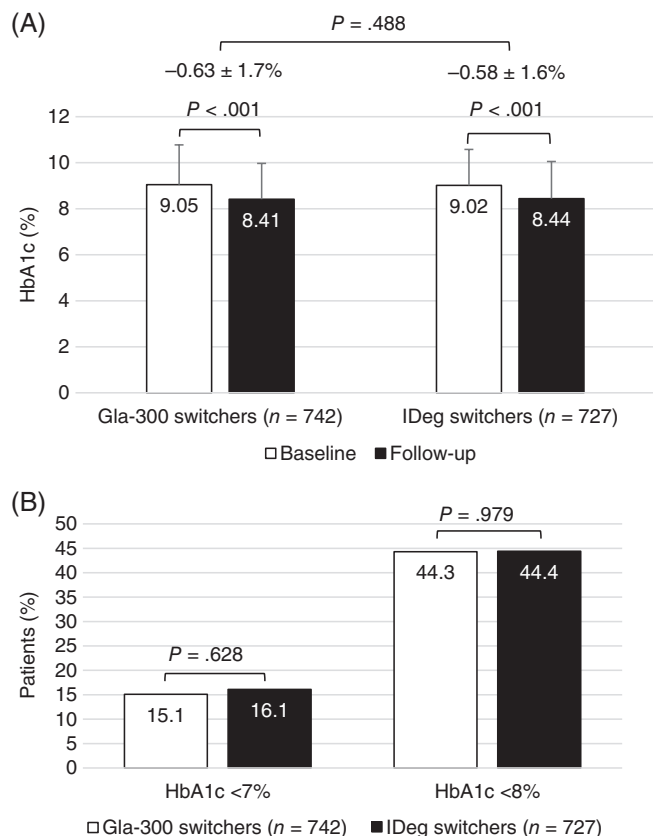 (A)
P = .488
–0.63 ± 1.7%
–0.58 ± 1.6%
P < .001
P < .001
12
10
8
6
4
2
0
HbA1c (%)
9.05
8.41
9.02
8.44
Gla-300 switchers (n = 742)
IDeg switchers (n = 727)
Baseline
Follow-up
(B)
50
45
40
35
30
25
20
15
10
5
0
Patients (%)
P = .979
P = .628
44.3
44.4
15.1
16.1
HbA1c <7%
HbA1c <8%
Gla-300 switchers (n = 742)
IDeg switchers (n = 727)